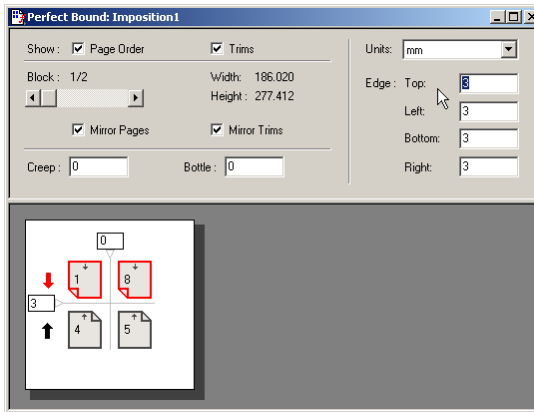 Perfect Bound: Imposition1
Show: Page Order Trims Units: mm
Block: 1/2 Width: 186.020 Edge: Top: 3
Height: 277.412 Left: 3
Mirror Pages Mirror Trims Bottom: 3
Creep: 0 Bottle: 0 Right: 3
0
1 8
3
4 5